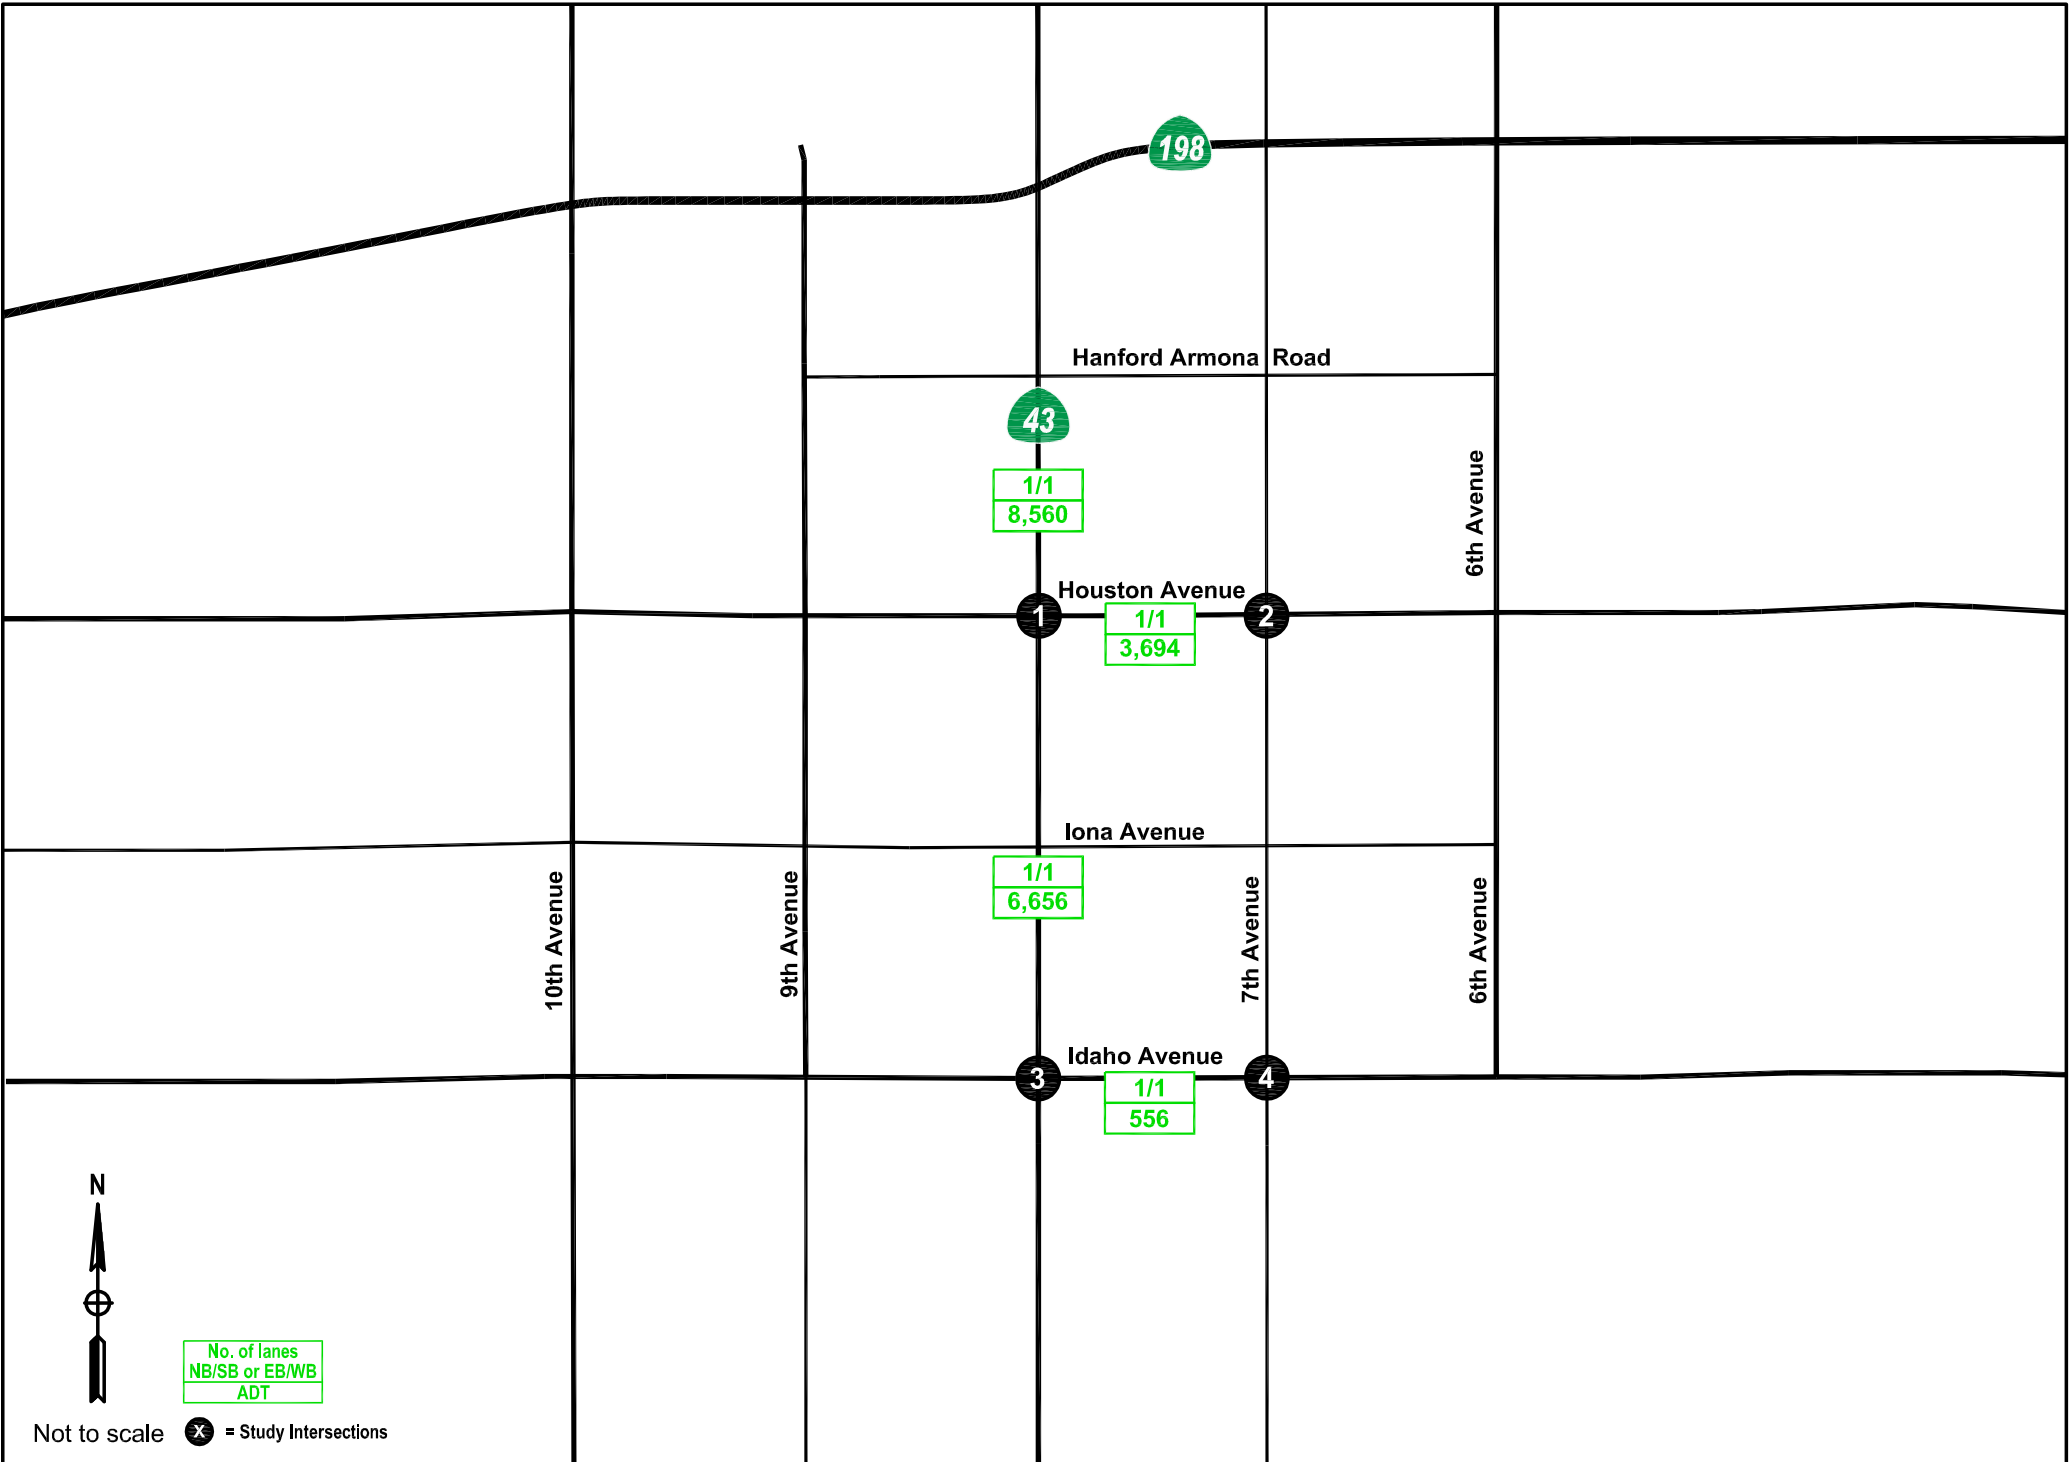 198
Hanford Armona Road
43
1/1
8,560
6th Avenue
Houston Avenue
1
1/1
3,694
2
Iona Avenue
1/1
6,656
10th Avenue
9th Avenue
7th Avenue
6th Avenue
Idaho Avenue
3
1/1
556
4
N
No. of lanes
NB/SB or EB/WB
ADT
Not to scale
X = Study Intersections